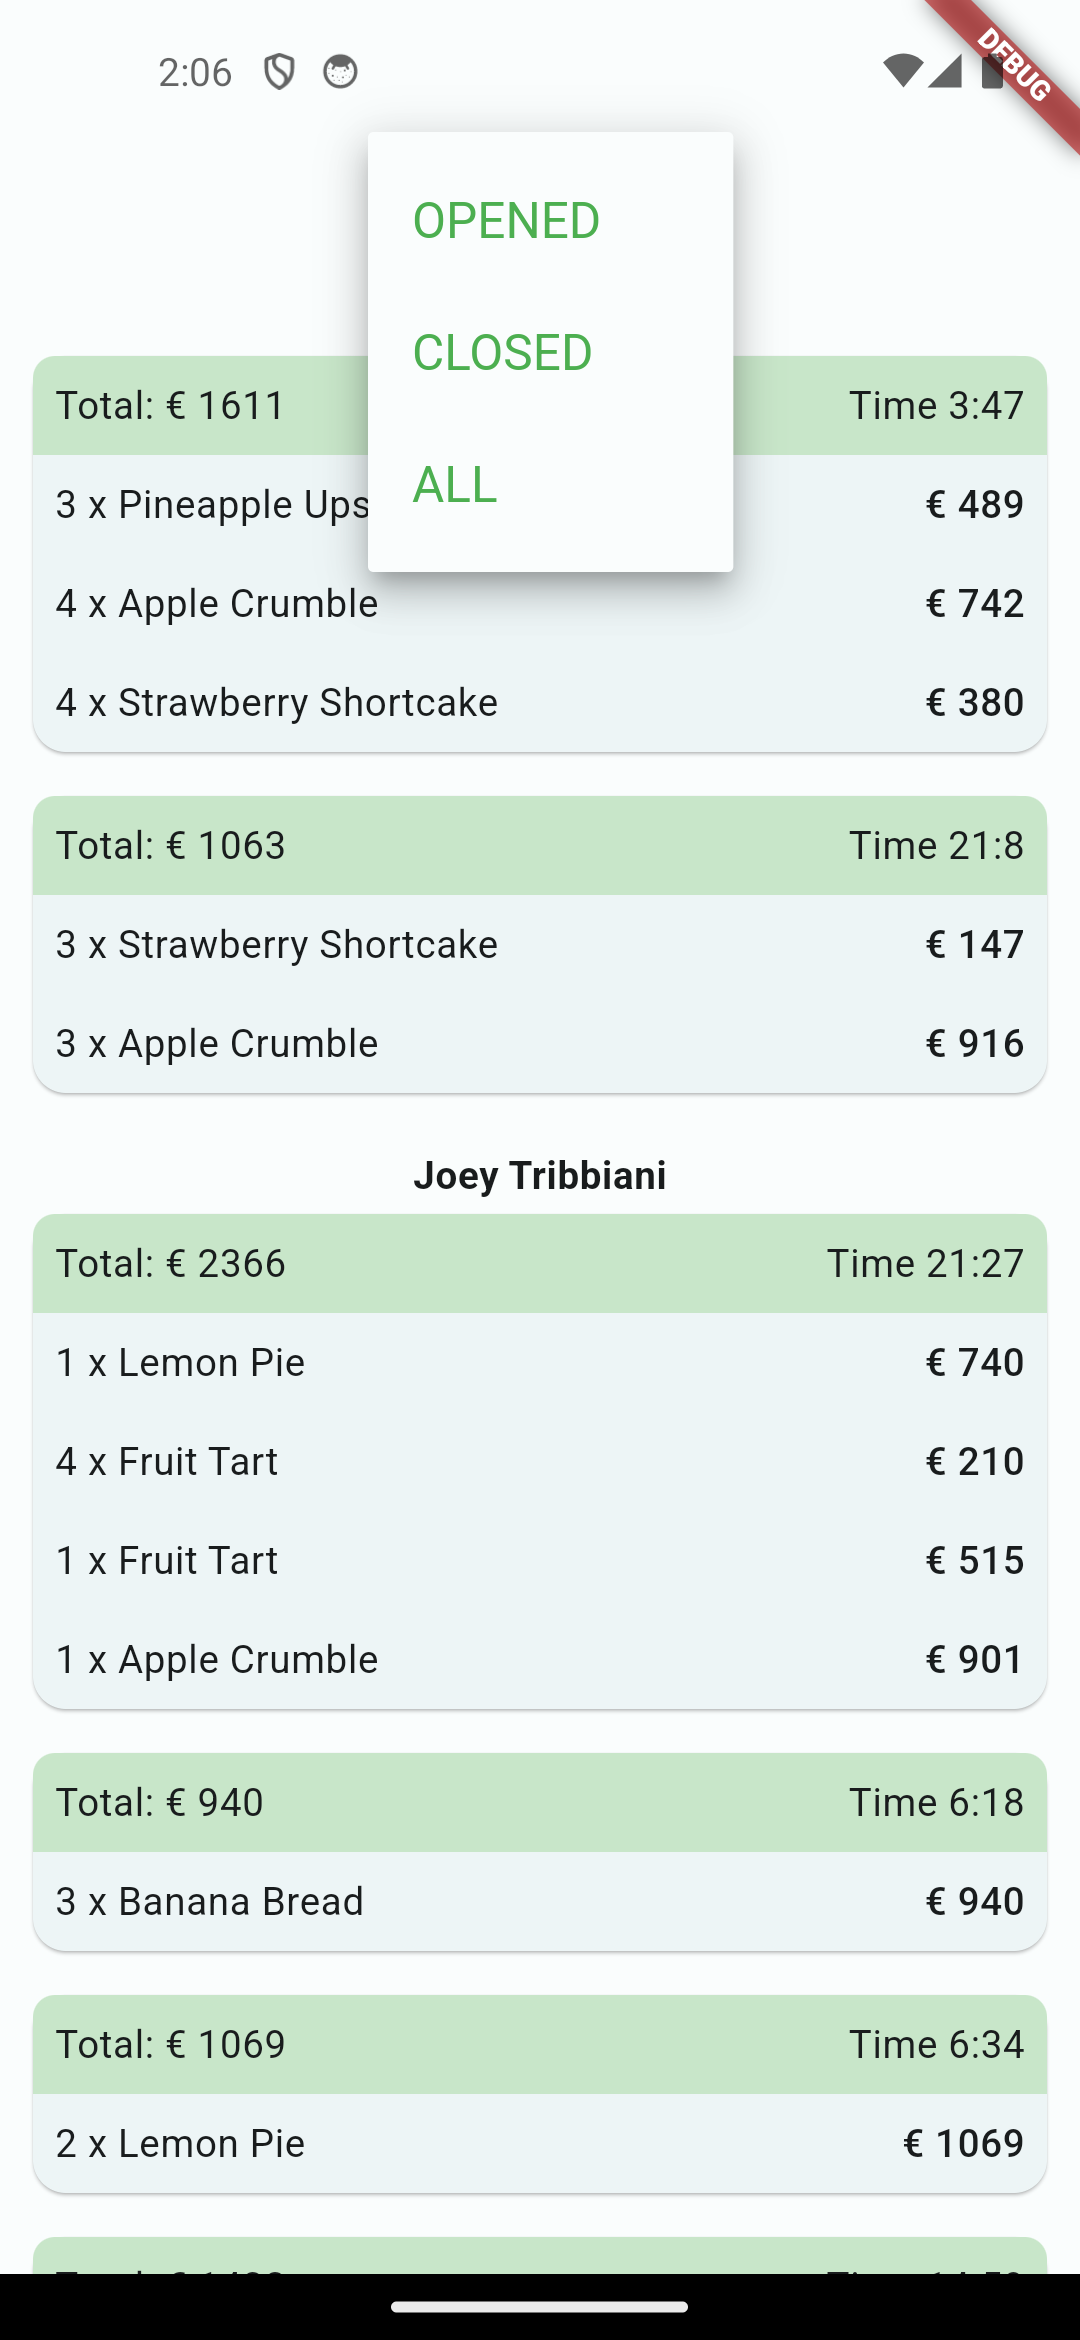 2:06
DEBUG
OPENED
CLOSED
ALL
Total: € 1611 Time 3:47
3 x Pineapple Ups € 489
4 x Apple Crumble € 742
4 x Strawberry Shortcake € 380
Total: € 1063 Time 21:8
3 x Strawberry Shortcake € 147
3 x Apple Crumble € 916
Joey Tribbiani
Total: € 2366 Time 21:27
1 x Lemon Pie € 740
4 x Fruit Tart € 210
1 x Fruit Tart € 515
1 x Apple Crumble € 901
Total: € 940 Time 6:18
3 x Banana Bread € 940
Total: € 1069 Time 6:34
2 x Lemon Pie € 1069